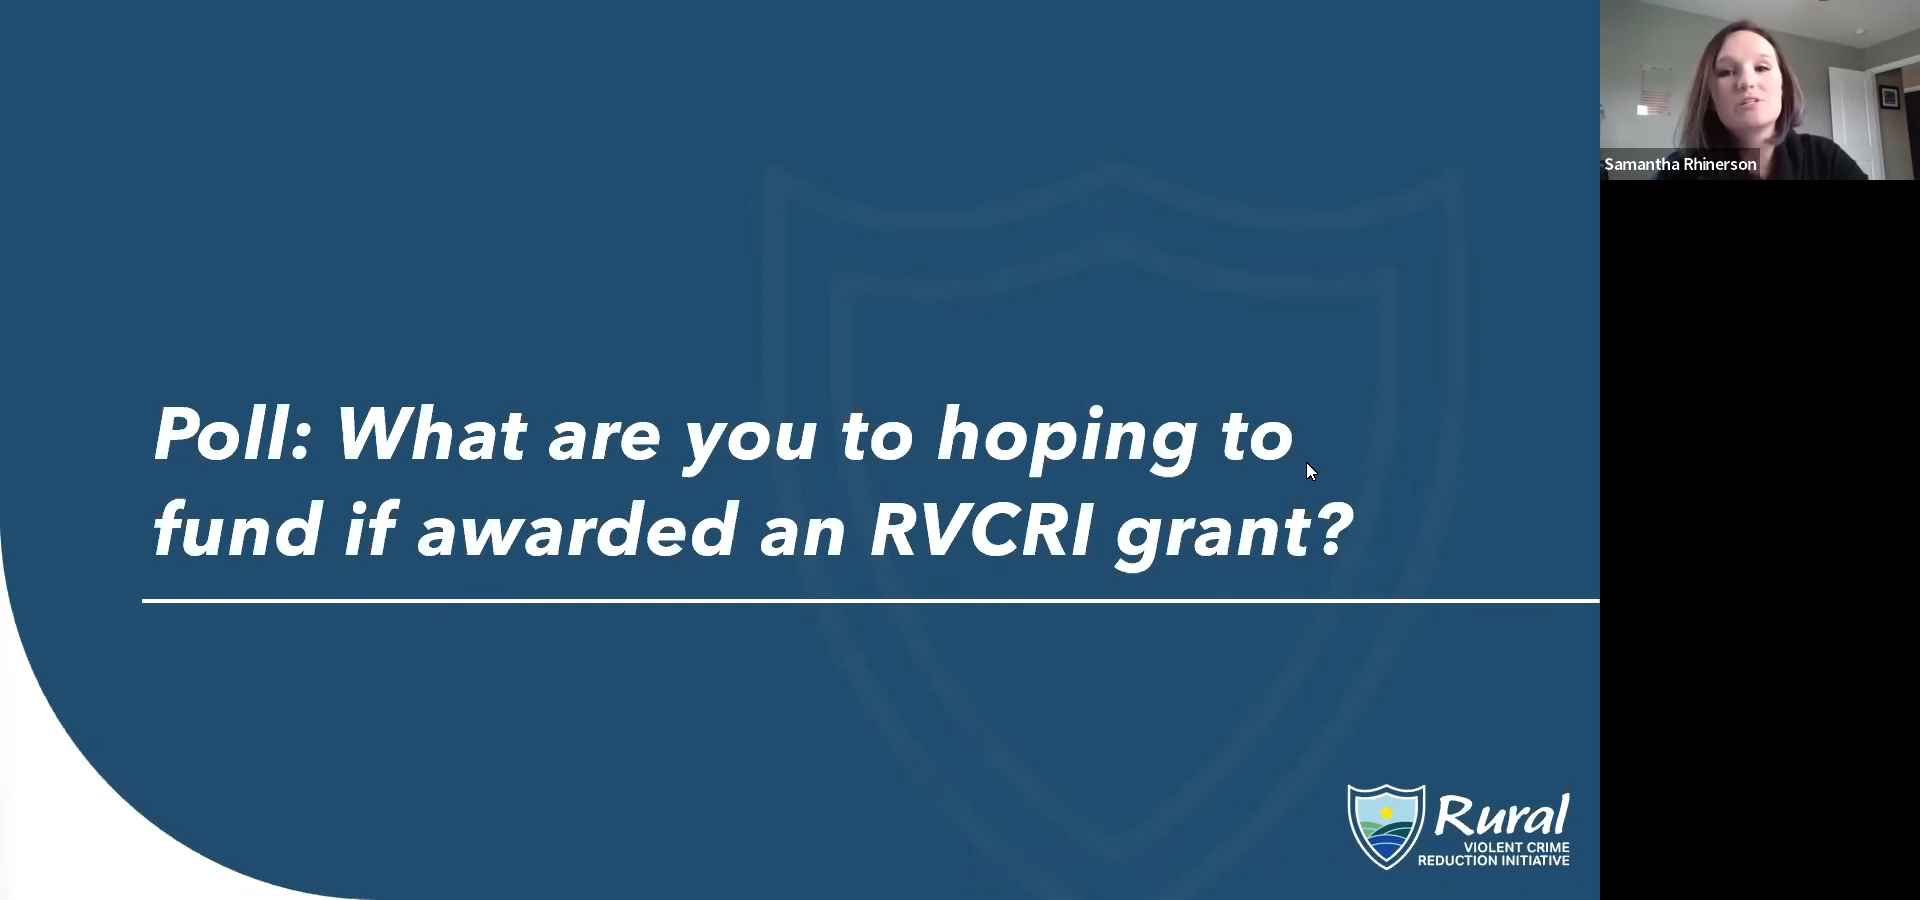 Poll: What are you to hoping to
fund if awarded an RVCRI grant?
Samantha Rhinerson
Rural
VIOLENT CRIME
REDUCTION INITIATIVE